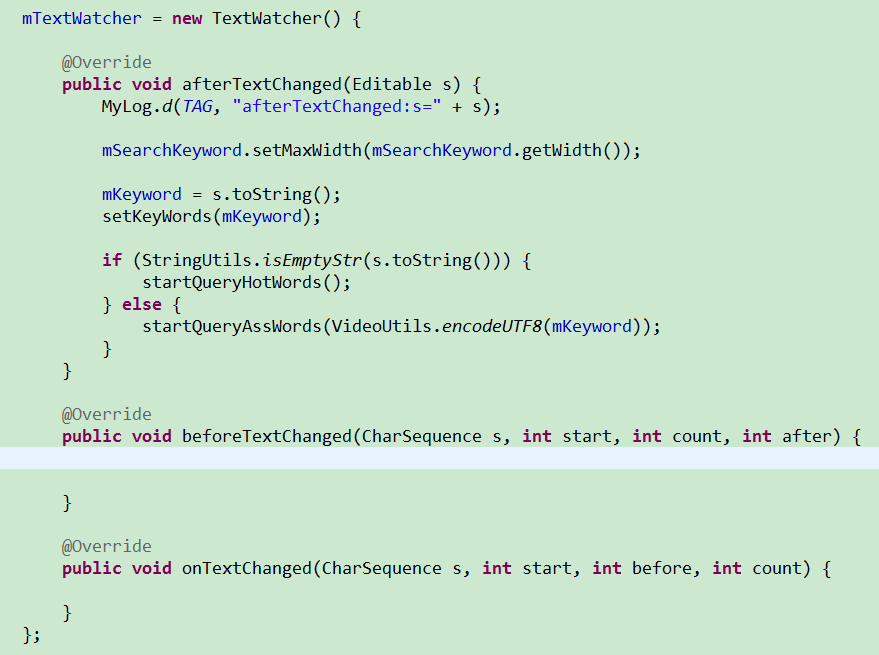 mTextWatcher = new TextWatcher() {
@Override
public void afterTextChanged(Editable s) {
MyLog.d(TAG, "afterTextChanged:s=" + s);
mSearchKeyword.setMaxWidth(mSearchKeyword.getWidth());
mKeyword = s.toString();
setKeyWords(mKeyword);
if (StringUtils.isEmptyStr(s.toString())) {
startQueryHotWords();
} else {
startQueryAssWords(VideoUtils.encodeUTF8(mKeyword));
}
}
@Override
public void beforeTextChanged(CharSequence s, int start, int count, int after) {
}
@Override
public void onTextChanged(CharSequence s, int start, int before, int count) {
}
};